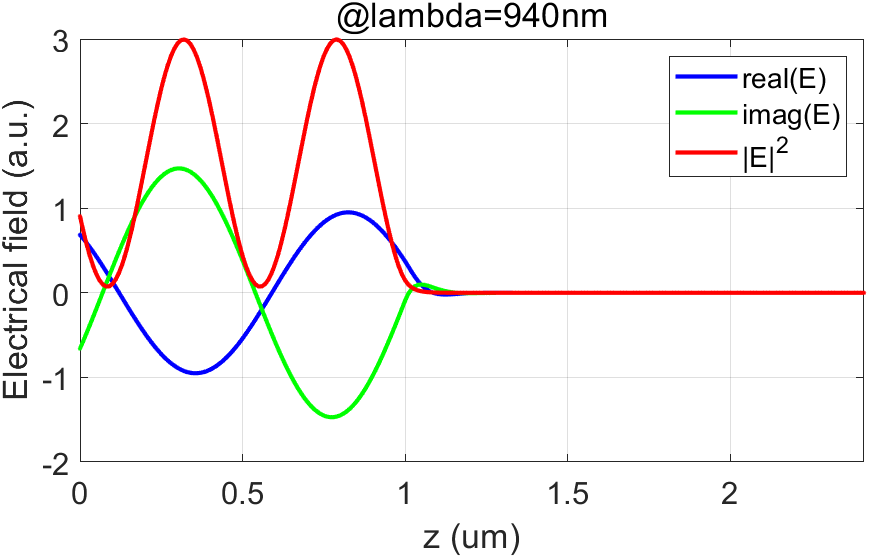 @lambda=940nm
Electrical field (a.u.)
3
2
1
0
-1
-2
real(E)
imag(E)
|E|^2
0
0.5
1
1.5
2
z (um)